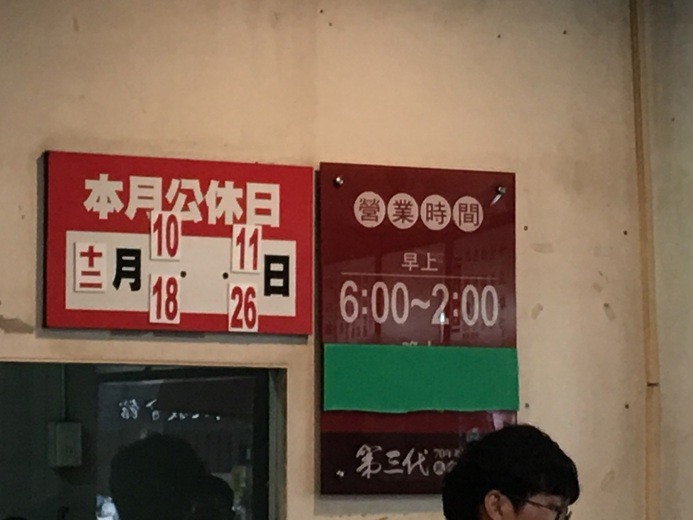 本月公休日
十二月 10 11 日
18 26
營業時間
早上
6:00~2:00
第三代